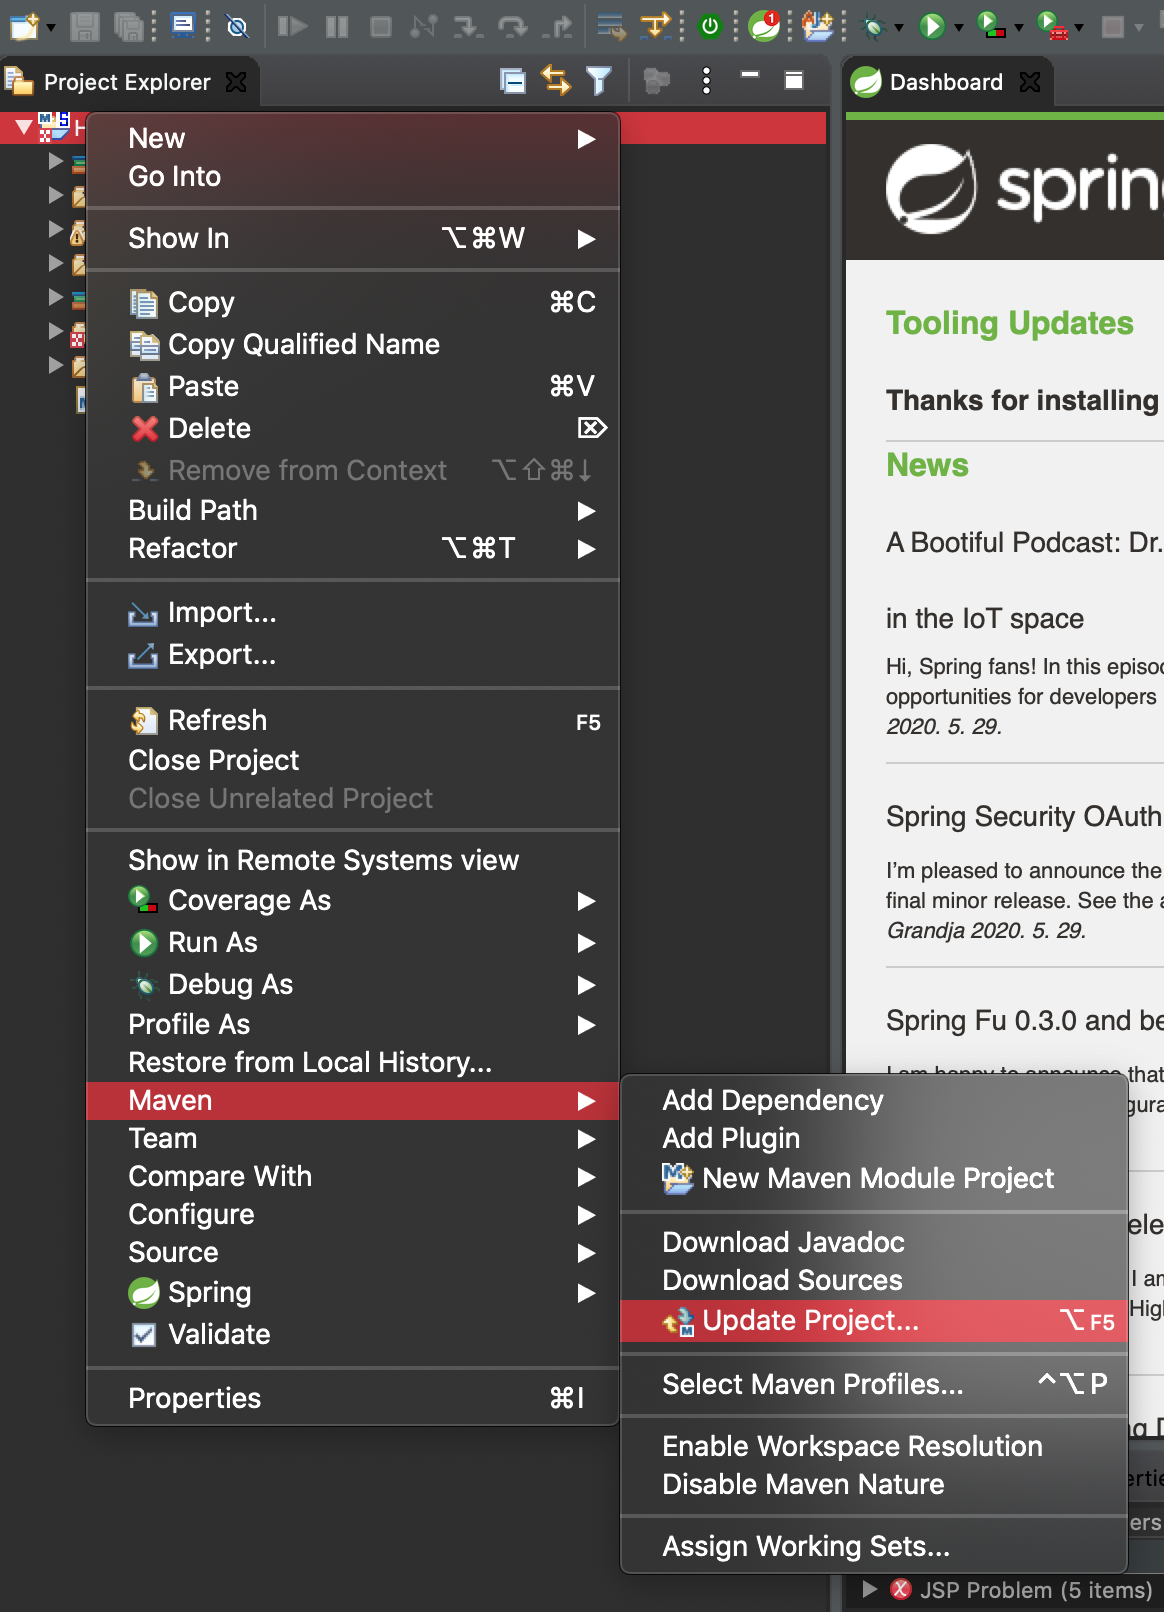 Project Explorer
Dashboard
New
Go Into
Show In ⌥⌘W
Copy ⌘C
Copy Qualified Name
Paste ⌘V
Delete ⌦
Remove from Context ⌥⇧⌘↓
Build Path
Refactor ⌥⌘T
Import...
Export...
Refresh F5
Close Project
Close Unrelated Project
Show in Remote Systems view
Coverage As
Run As
Debug As
Profile As
Restore from Local History...
Maven
Team
Compare With
Configure
Source
Spring
Validate
Properties ⌘I
Add Dependency
Add Plugin
New Maven Module Project
Download Javadoc
Download Sources
Update Project... ⌥F5
Select Maven Profiles... ^⌥P
Enable Workspace Resolution
Disable Maven Nature
Assign Working Sets...
spring
Tooling Updates
Thanks for installing
News
A Bootiful Podcast: Dr.
in the IoT space
Hi, Spring fans! In this episod
opportunities for developers
2020. 5. 29.
Spring Security OAuth
I'm pleased to announce the
final minor release. See the a
Grandja 2020. 5. 29.
Spring Fu 0.3.0 and be
that
I am
High
JSP Problem (5 items)